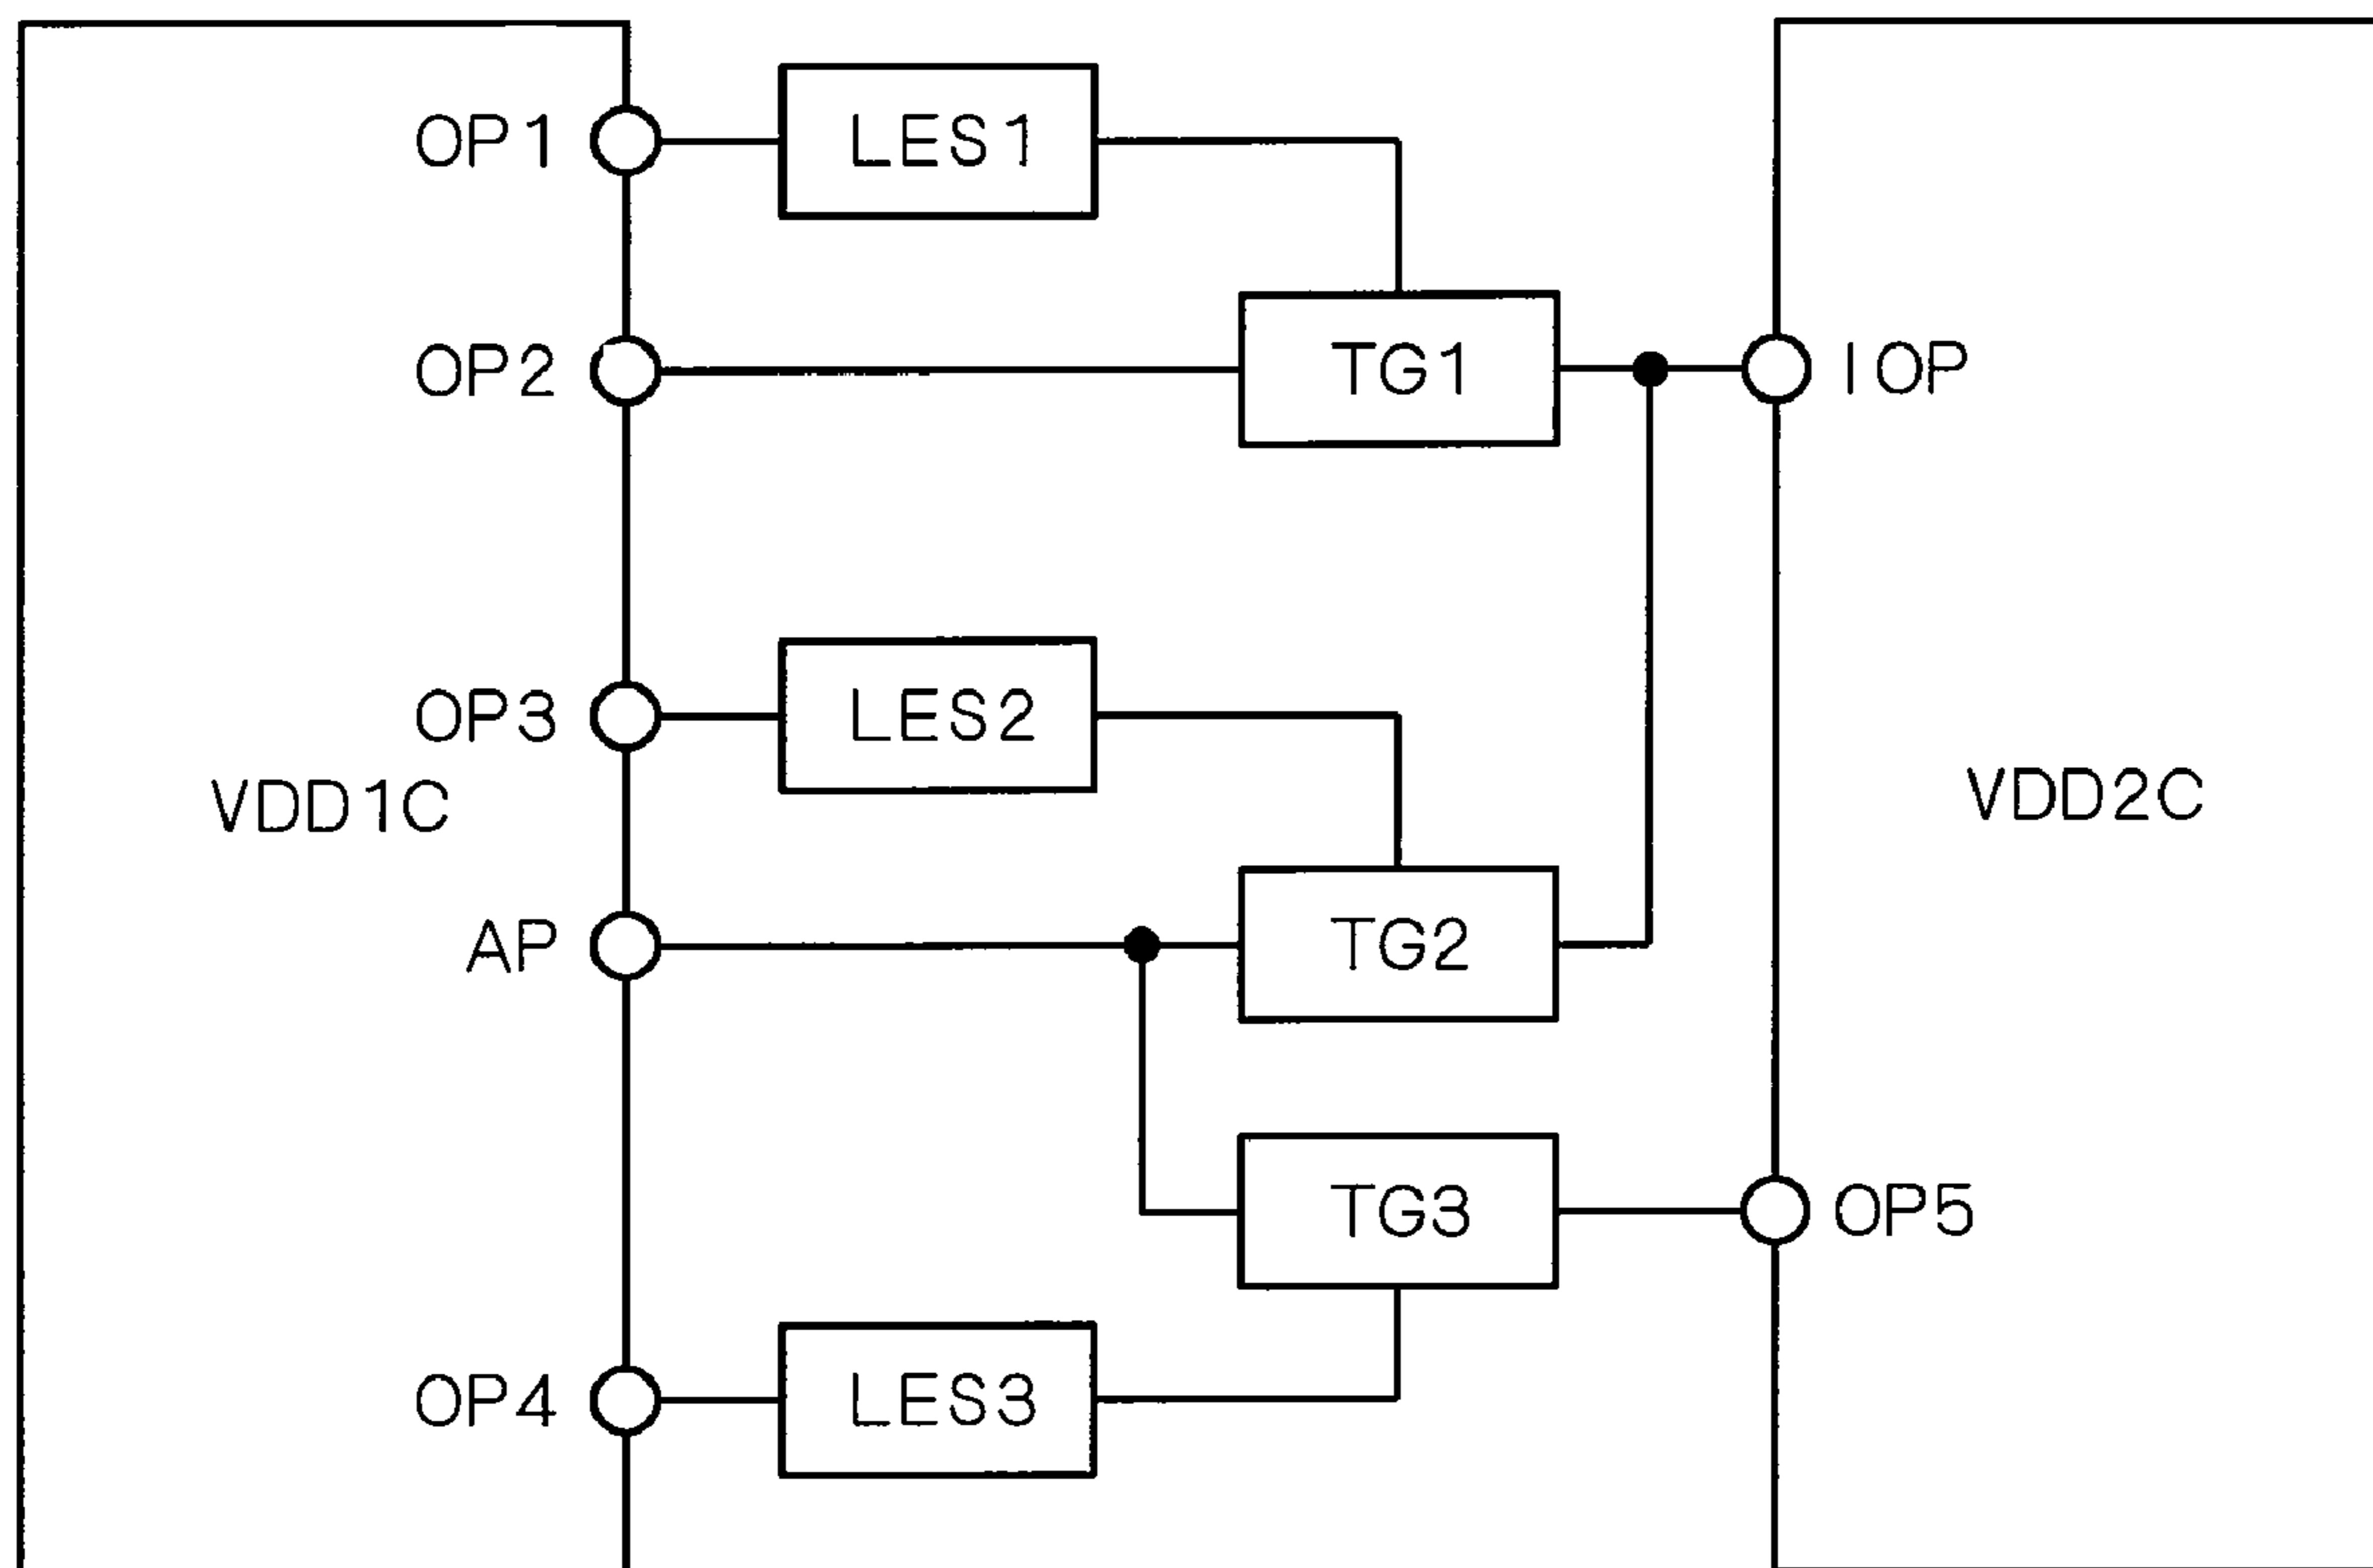 OP1
LES1
OP2
TG1
IOP
OP3
LES2
VDD1C
VDD2C
AP
TG2
TG3
OP5
OP4
LES3